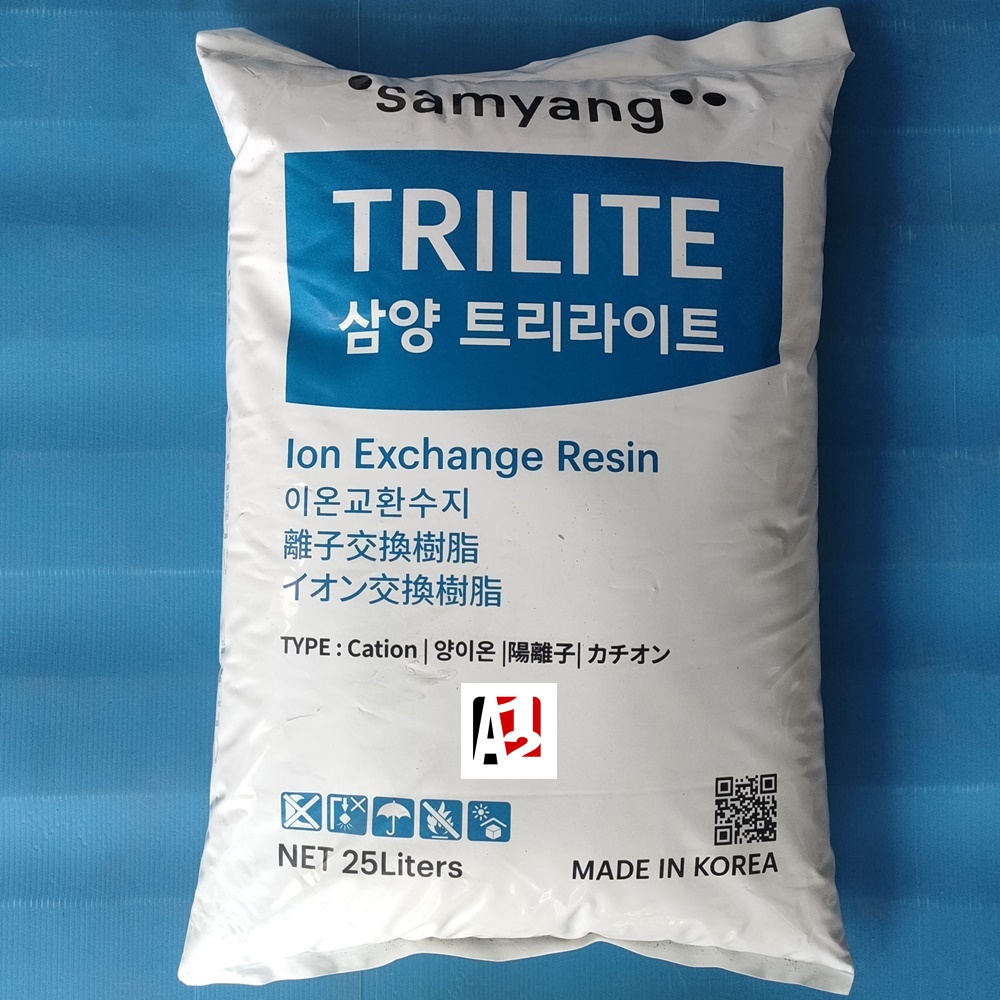 samyang
TRILITE
삼양 트리라이트
Ion Exchange Resin
이온교환수지
離子交換樹脂
イオン交換樹脂
TYPE : Cation | 양이온 |陽離子| カチオン
A12
NET 25Liters
MADE IN KOREA